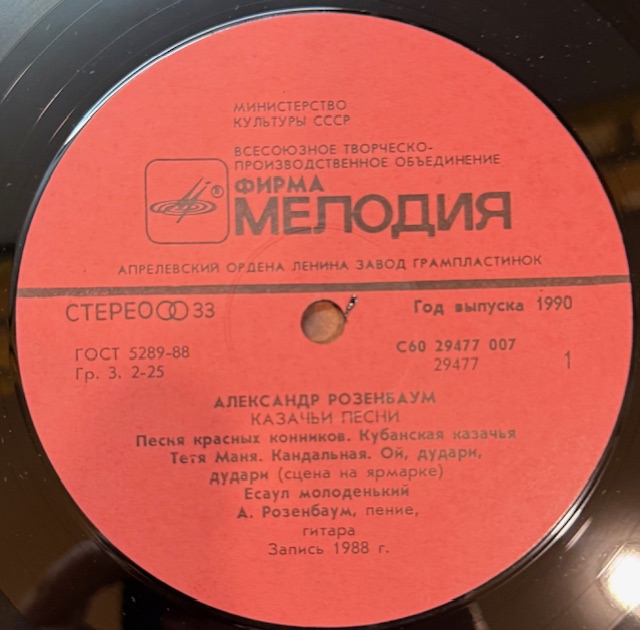 МИНИСТЕРСТВО
КУЛЬТУРЫ СССР
ВСЕСОЮЗНОЕ ТВОРЧЕСКО-
ПРОИЗВОДСТВЕННОЕ ОБЪЕДИНЕНИЕ
®
ФИРМА
МЕЛОДИЯ
АПРЕЛЕВСКИЙ ОРДЕНА ЛЕНИНА ЗАВОД ГРАМПЛАСТИНОК
СТЕРЕО 33
Год выпуска 1990
ГОСТ 5289-88
Гр. 3. 2-25
С60 29477 007
29477
1
АЛЕКСАНДР РОЗЕНБАУМ
КАЗАЧЬИ ПЕСНИ
Песня красных конников. Кубанская казачья
Тетя Маня. Кандальная. Ой, дудари,
дудари (сцена на ярмарке)
Есаул молоденький
А. Розенбаум, пение,
гитара
Запись 1988 г.